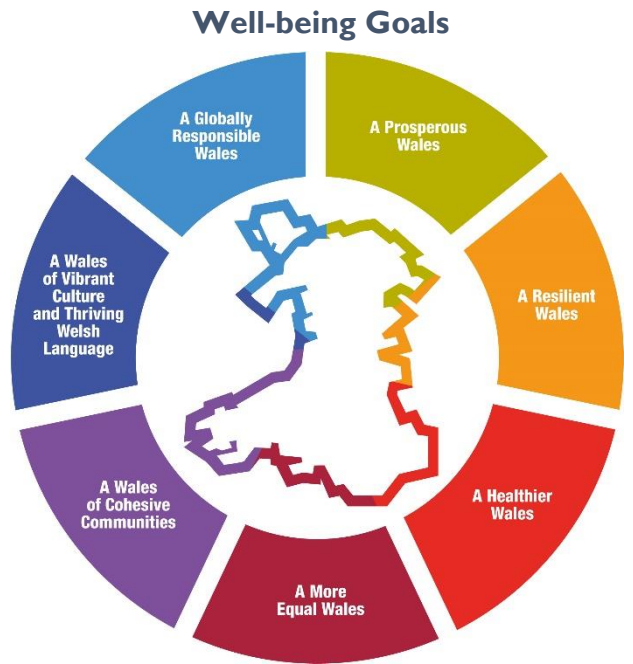 Well-being Goals
A Globally
Responsible
Wales
A Prosperous
Wales
A Resilient
Wales
A Healthier
Wales
A More
Equal Wales
A Wales
of Cohesive
Communities
A Wales
of Vibrant
Culture
and Thriving
Welsh
Language